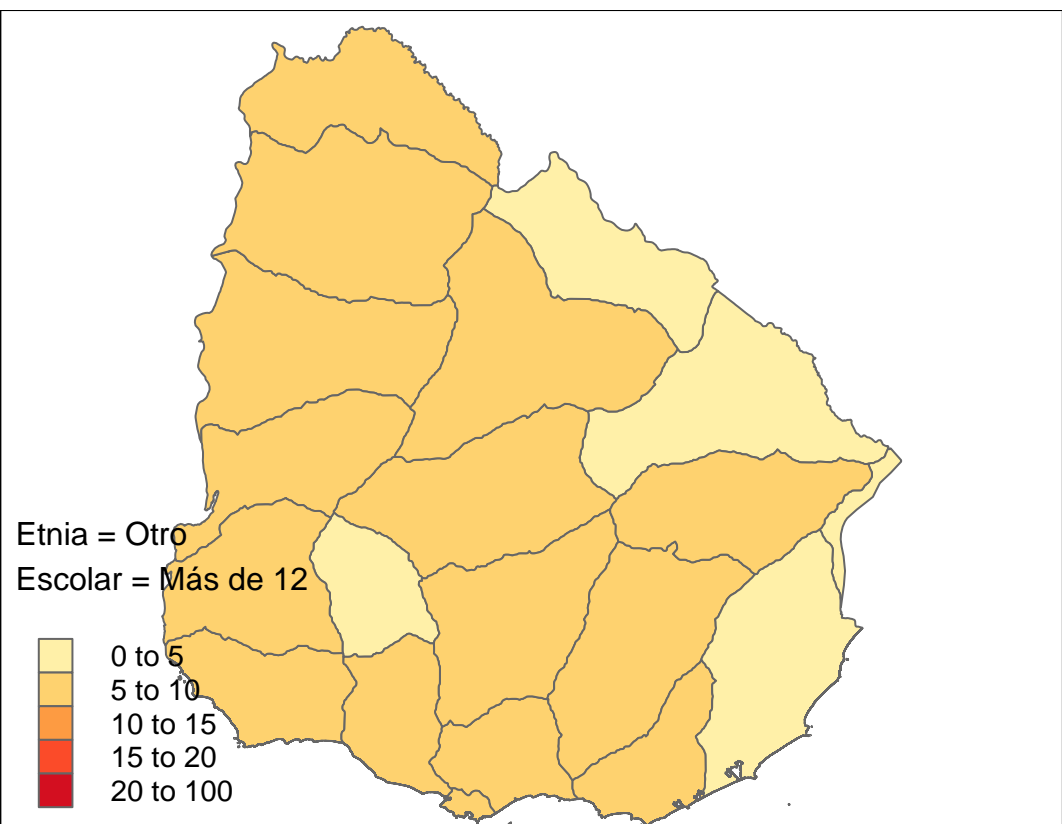 Etnia = Otro
Escolar = Más de 12
0 to 5
5 to 10
10 to 15
15 to 20
20 to 100